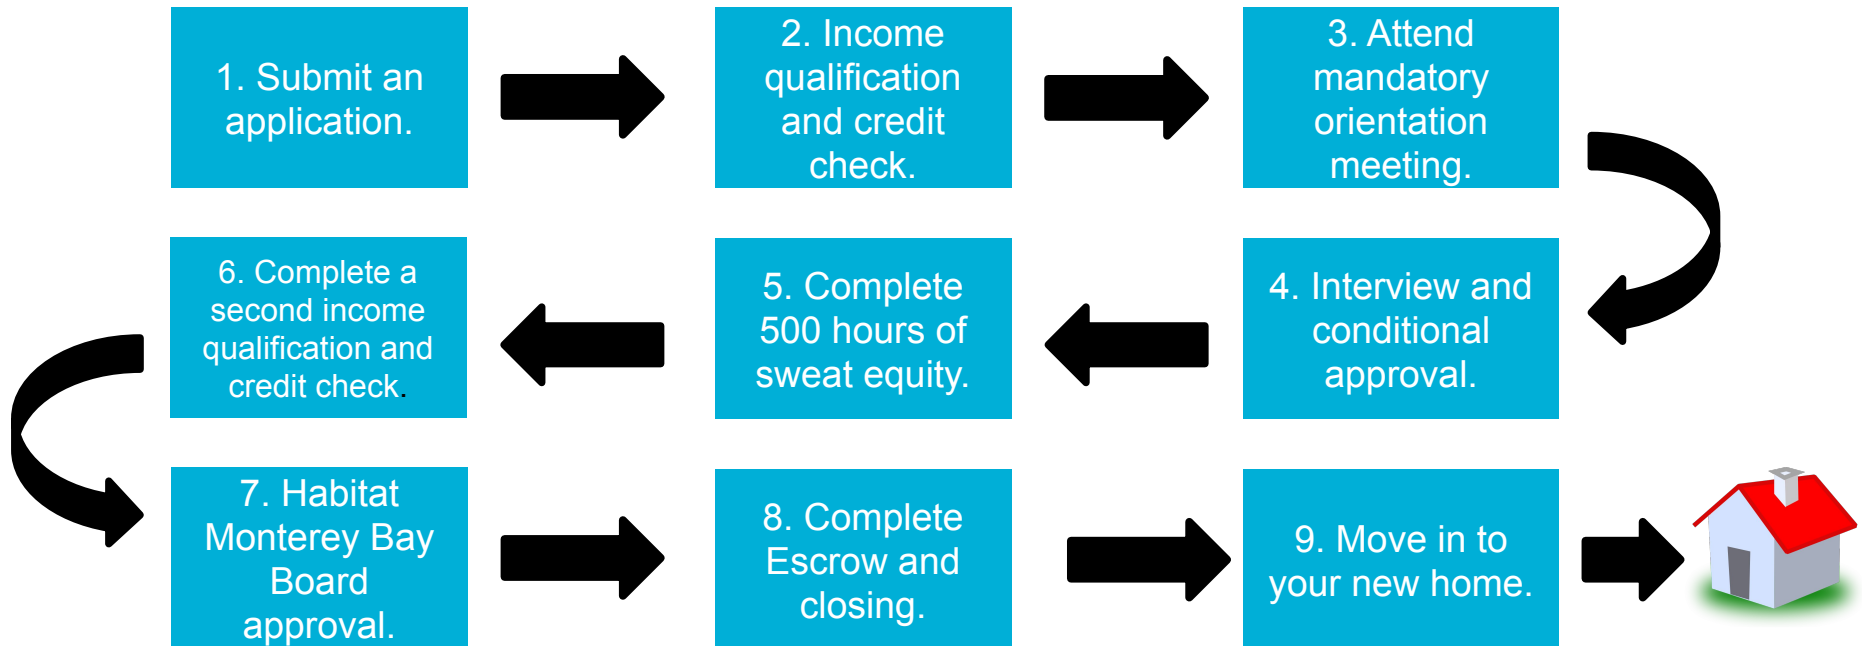 1. Submit an
application.
2. Income
qualification
and credit
check.
3. Attend
mandatory
orientation
meeting.
4. Interview and
conditional
approval.
5. Complete
500 hours of
sweat equity.
6. Complete a
second income
qualification and
credit check.
7. Habitat
Monterey Bay
Board
approval.
8. Complete
Escrow and
closing.
9. Move in to
your new home.